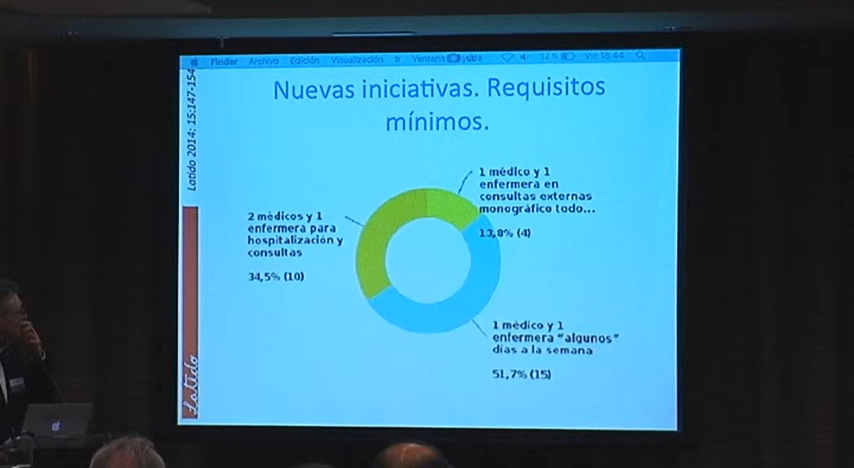 Finder Archivo Edición Visualización Ir Ventana Ayuda 52% Vie 18:44
Latido 2014; 15:147-154
Nuevas iniciativas. Requisitos
mínimos.
1 médico y 1
enfermera en
consultas externas
monográfico todo...
13,8% (4)
2 médicos y 1
enfermera para
hospitalización y
consultas
34,5% (10)
1 médico y 1
enfermera "algunos"
días a la semana
51,7% (15)
Latido